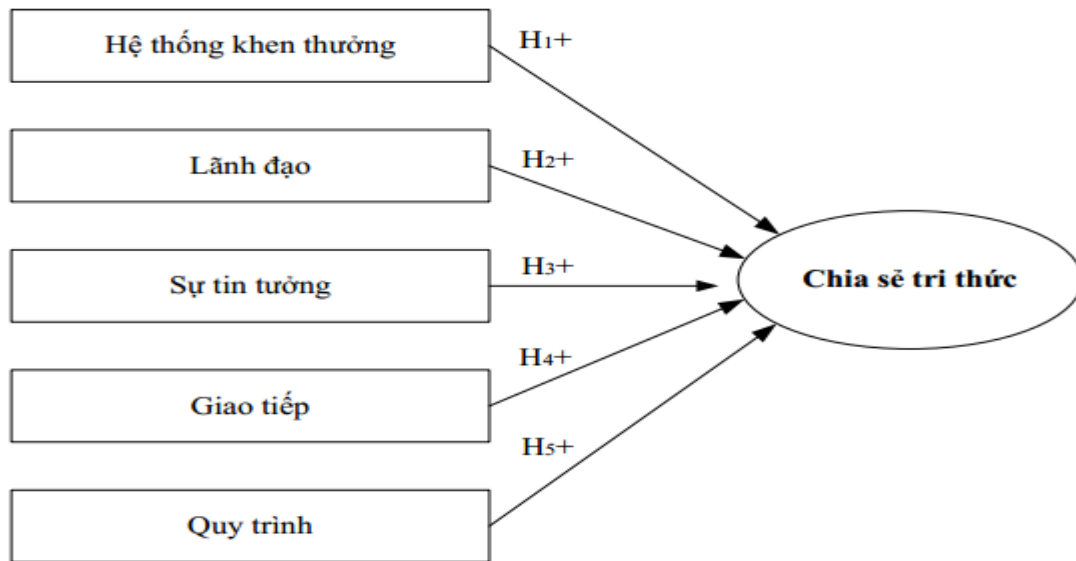 Hệ thống khen thưởng
H₁+
Lãnh đạo
H₂+
Sự tin tưởng
H₃+
Chia sẻ tri thức
Giao tiếp
H₄+
Quy trình
H₅+